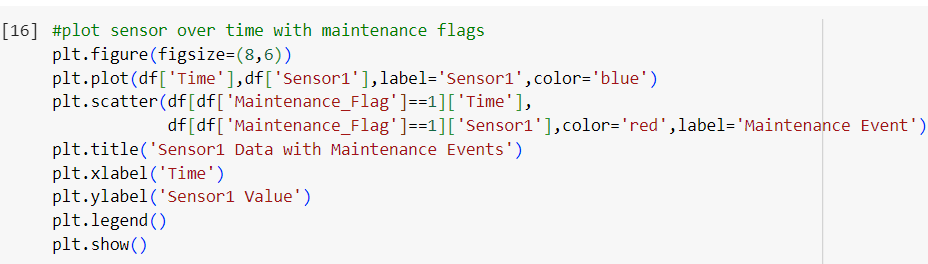 [16] #plot sensor over time with maintenance flags
plt.figure(figsize=(8,6))
plt.plot(df['Time'],df['Sensor1'],label='Sensor1',color='blue')
plt.scatter(df[df['Maintenance_Flag']==1]['Time'],
            df[df['Maintenance_Flag']==1]['Sensor1'],color='red',label='Maintenance Event')
plt.title('Sensor1 Data with Maintenance Events')
plt.xlabel('Time')
plt.ylabel('Sensor1 Value')
plt.legend()
plt.show()